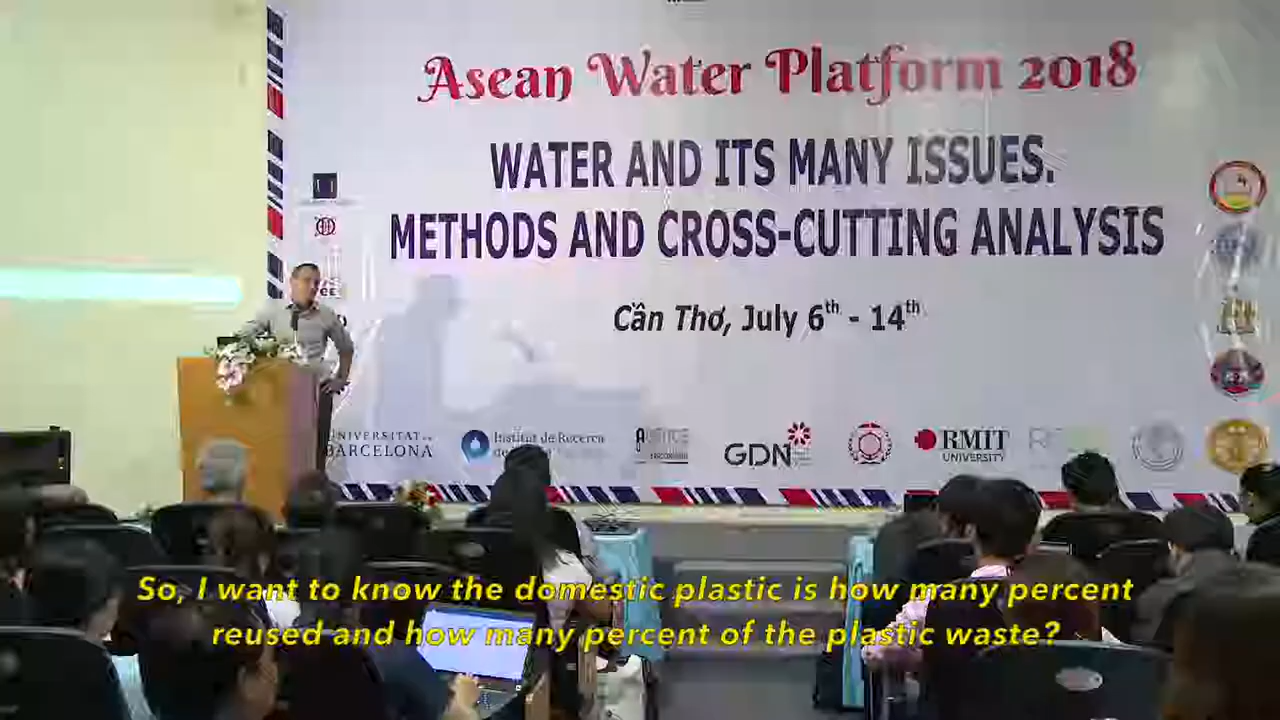 Asean Water Platform 2018
WATER AND ITS MANY ISSUES.
METHODS AND CROSS-CUTTING ANALYSIS
Cần Thơ, July 6th - 14th
UNIVERSITAT DE
BARCELONA
Institut de Recerca
GDN
RMIT
UNIVERSITY
So, I want to know the domestic plastic is how many percent
reused and how many percent of the plastic waste?